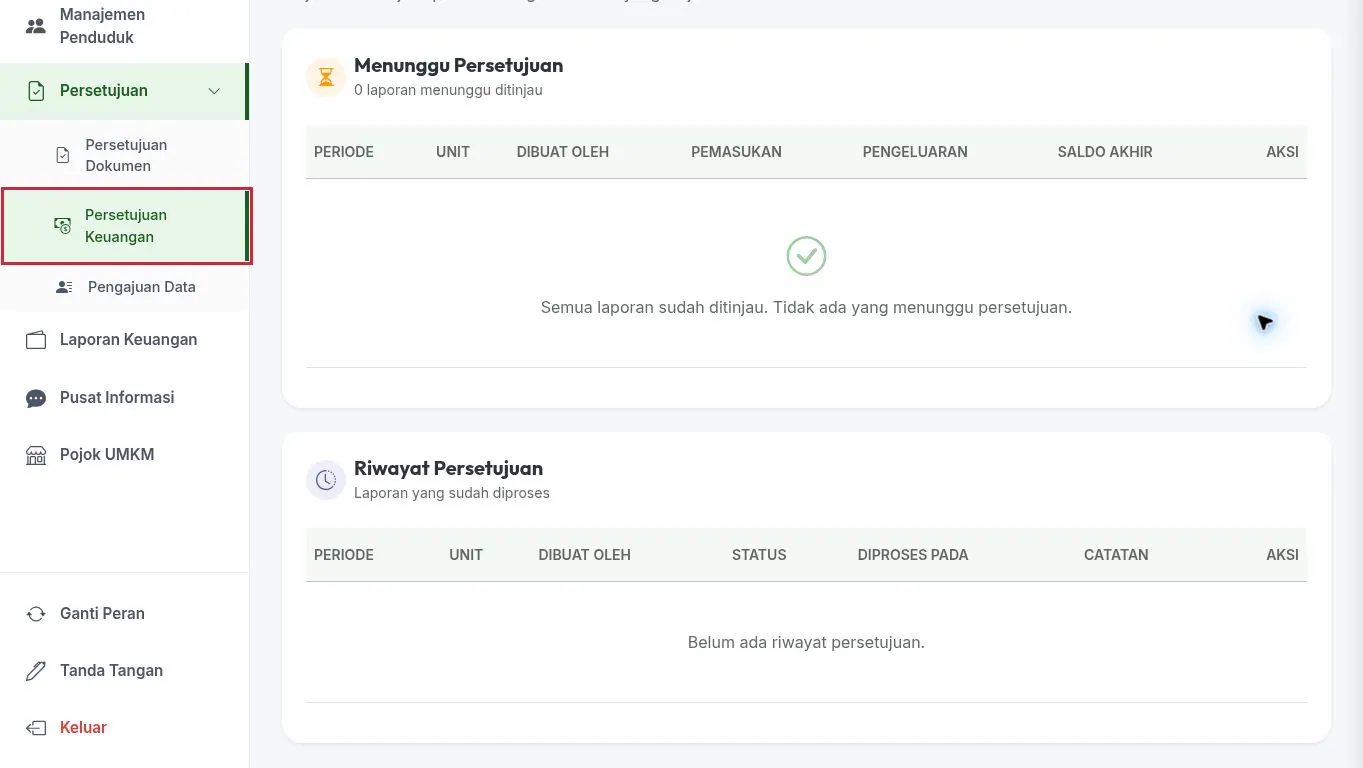 Manajemen
Penduduk
Persetujuan
Persetujuan
Dokumen
Persetujuan
Keuangan
Pengajuan Data
Laporan Keuangan
Pusat Informasi
Pojok UMKM
Ganti Peran
Tanda Tangan
Keluar
Menunggu Persetujuan
0 laporan menunggu ditinjau
PERIODE UNIT DIBUAT OLEH PEMASUKAN PENGELUARAN SALDO AKHIR AKSI
Semua laporan sudah ditinjau. Tidak ada yang menunggu persetujuan.
Riwayat Persetujuan
Laporan yang sudah diproses
PERIODE UNIT DIBUAT OLEH STATUS DIPROSES PADA CATATAN AKSI
Belum ada riwayat persetujuan.